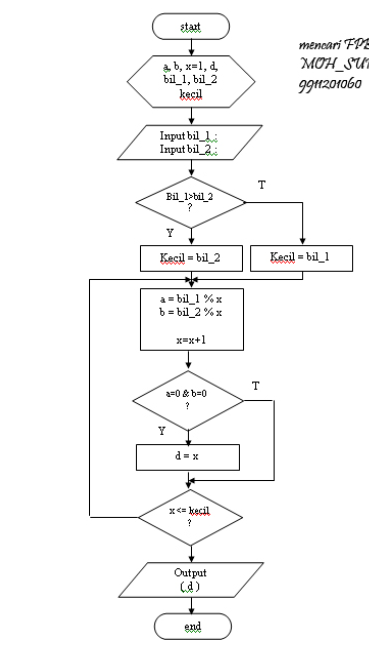 start
mencari FPB
a, b, x=1, d,
bil_1, bil_2
kecil
9911201060
Input bil_1 :
Input bil_2 :
Bil_1>bil_2
?
T
Y
Kecil = bil_2
Kecil = bil_1
a = bil_1 % x
b = bil_2 % x
x=x+1
a=0 & b=0
?
T
Y
d = x
x <= kecil
?
Output
( d )
end